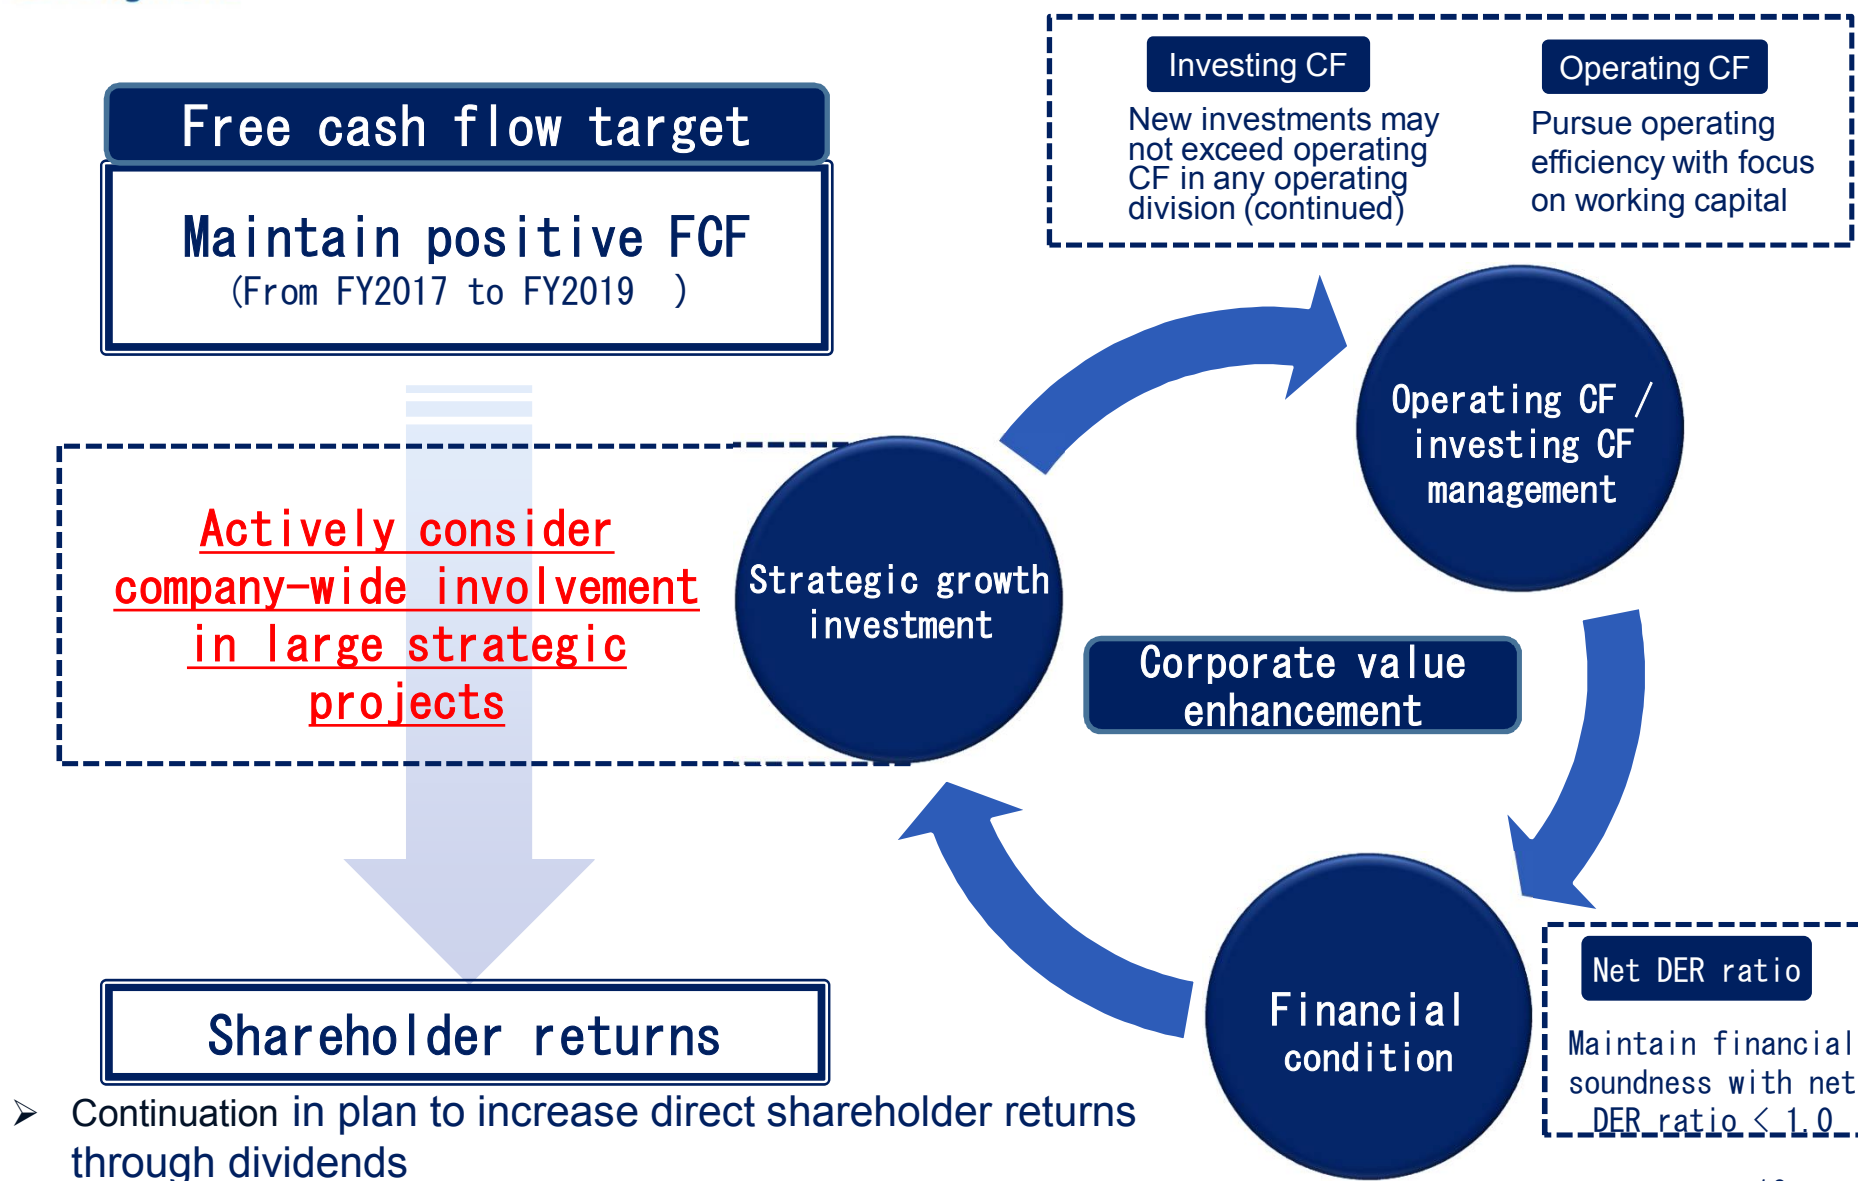 Investing CF
Operating CF
New investments may
not exceed operating
CF in any operating
division (continued)
Pursue operating
efficiency with focus
on working capital
Free cash flow target
Maintain positive FCF
(From FY2017 to FY2019 )
Operating CF /
investing CF
management
Actively consider
company-wide involvement
in large strategic
projects
Strategic growth
investment
Corporate value
enhancement
Financial
condition
Net DER ratio
Maintain financial
soundness with net
DER ratio < 1.0
Shareholder returns
➢ Continuation in plan to increase direct shareholder returns
through dividends